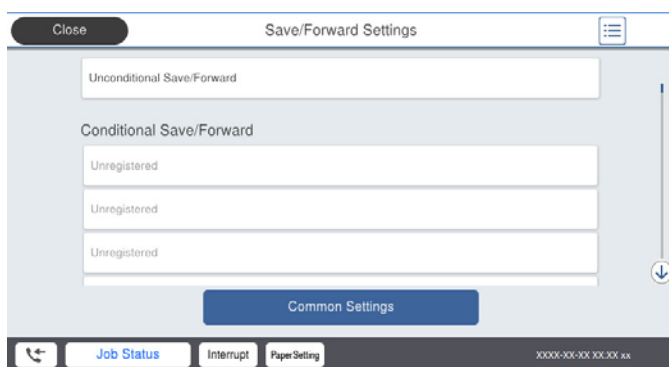 Close
Save/Forward Settings
Unconditional Save/Forward
Conditional Save/Forward
Unregistered
Unregistered
Unregistered
Common Settings
Job Status
Interrupt
Paper Setting
XXXX-XX-XX XX:XX xx